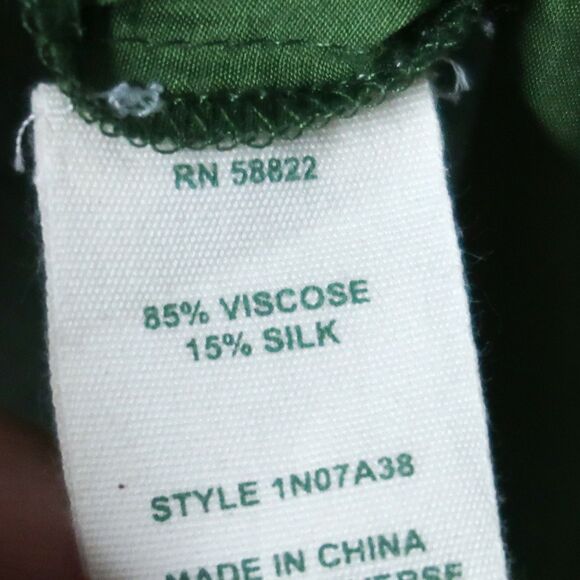 RN 58822
85% VISCOSE
15% SILK
STYLE 1N07A38
MADE IN CHINA